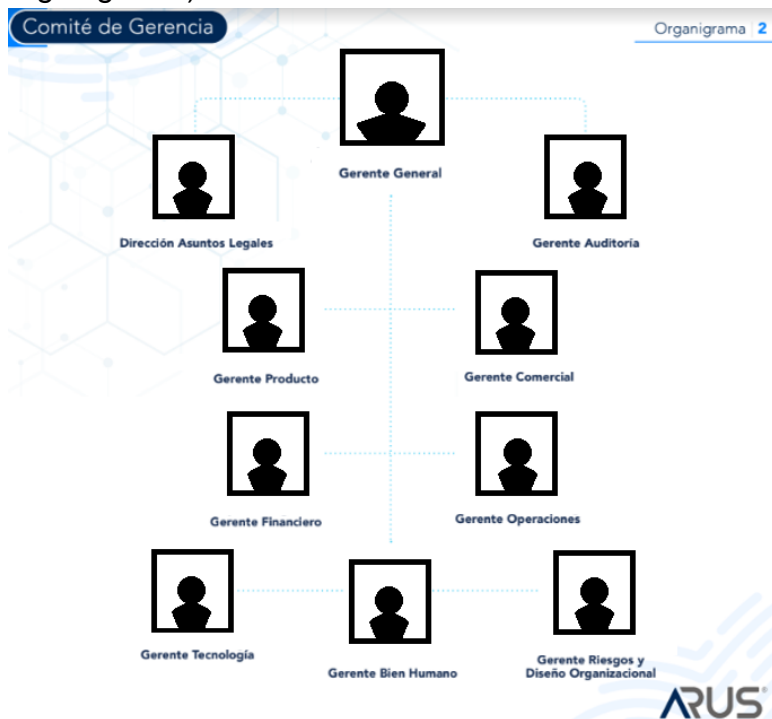 Comité de Gerencia
Organigrama | 2
Gerente General
Dirección Asuntos Legales
Gerente Auditoría
Gerente Producto
Gerente Comercial
Gerente Financiero
Gerente Operaciones
Gerente Tecnología
Gerente Bien Humano
Gerente Riesgos y
Diseño Organizacional
ARUS